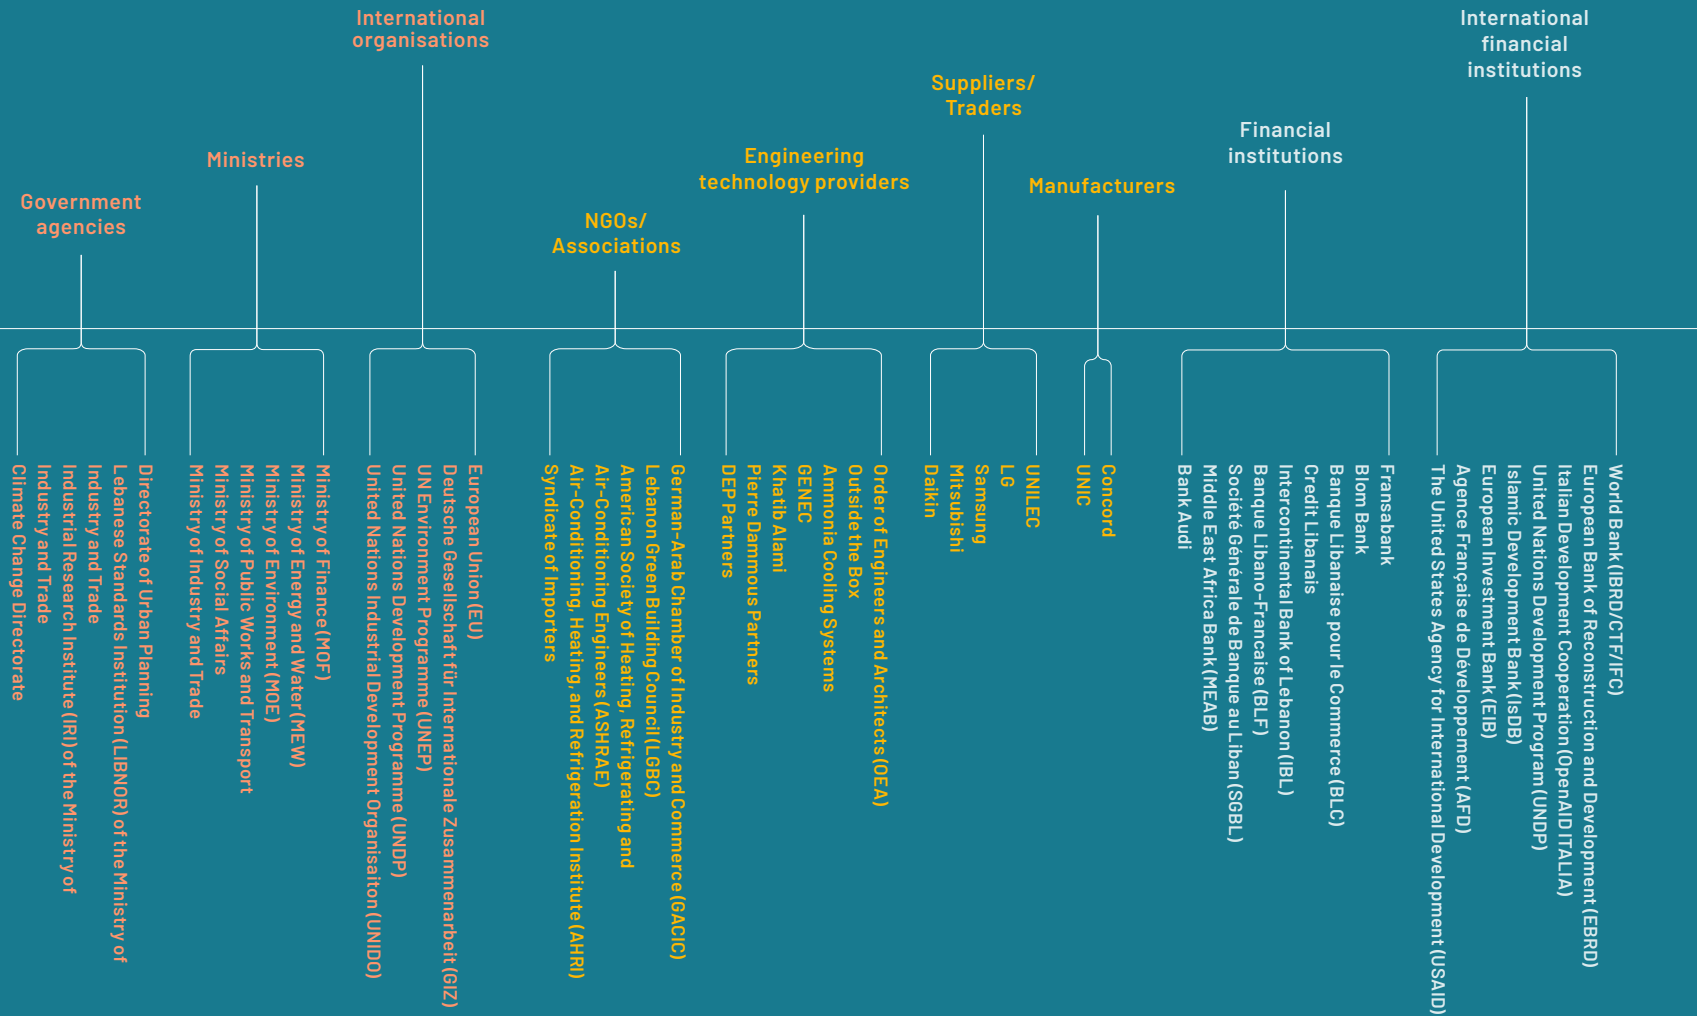 Government
agencies
Directorate of Urban Planning
Lebanese Standards Institution (LIBNOR) of the Ministry of
Industry and Trade
Industrial Research Institute (IRI) of the Ministry of
Industry and Trade
Climate Change Directorate
Ministries
Ministry of Finance (MOF)
Ministry of Energy and Water (MEW)
Ministry of Environment (MOE)
Ministry of Public Works and Transport
Ministry of Social Affairs
Ministry of Industry and Trade
International
organisations
European Union (EU)
Deutsche Gesellschaft für Internationale Zusammenarbeit (GIZ)
UN Environment Programme (UNEP)
United Nations Development Programme (UNDP)
United Nations Industrial Development Organisaiton (UNIDO)
NGOs/
Associations
German-Arab Chamber of Industry and Commerce (GACIC)
Lebanon Green Building Council (LGBC)
American Society of Heating, Refrigerating and
Air-Conditioning Engineers (ASHRAE)
Air-Conditioning, Heating, and Refrigeration Institute (AHRI)
Syndicate of Importers
Engineering
technology providers
Order of Engineers and Architects (OEA)
Outside the Box
Ammonia Cooling Systems
GENEC
Khatib Alami
Pierre Dammous Partners
DEP Partners
Suppliers/
Traders
UNILEC
LG
Samsung
Mitsubishi
Daikin
Manufacturers
Concord
UNIC
Financial
institutions
Fransabank
Blom Bank
Banque Libanaise pour le Commerce (BLC)
Credit Libanais
Intercontinental Bank of Lebanon (IBL)
Banque Libano-Francaise (BLF)
Société Générale de Banque au Liban (SGBL)
Middle East Africa Bank (MEAB)
Bank Audi
International
financial
institutions
World Bank (IBRD/CTF/IFC)
European Bank of Reconstruction and Development (EBRD)
Italian Development Cooperation (OpenAID ITALIA)
United Nations Development Program (UNDP)
Islamic Development Bank (IsDB)
European Investment Bank (EIB)
Agence Française de Développement (AFD)
The United States Agency for International Development (USAID)